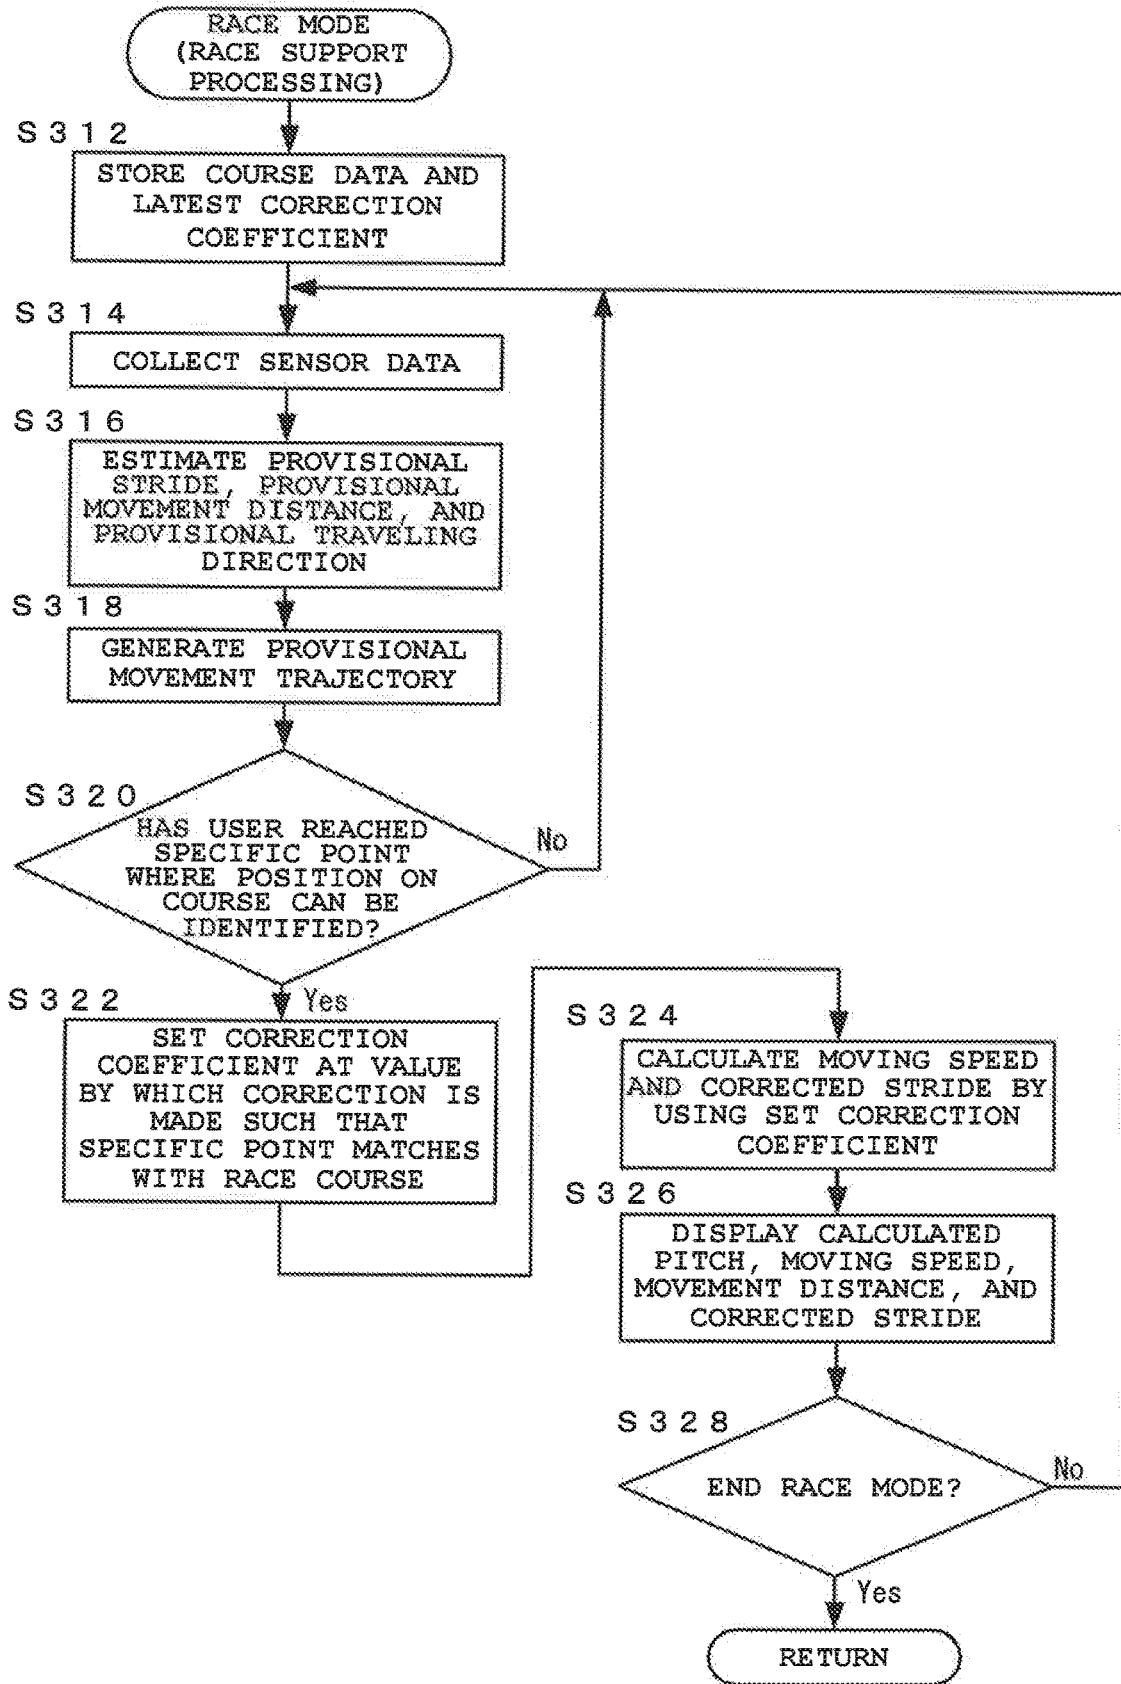 RACE MODE
(RACE SUPPORT
PROCESSING)
S312
STORE COURSE DATA AND
LATEST CORRECTION
COEFFICIENT
S314
COLLECT SENSOR DATA
S316
ESTIMATE PROVISIONAL
STRIDE, PROVISIONAL
MOVEMENT DISTANCE, AND
PROVISIONAL TRAVELING
DIRECTION
S318
GENERATE PROVISIONAL
MOVEMENT TRAJECTORY
S320
HAS USER REACHED
SPECIFIC POINT
WHERE POSITION ON
COURSE CAN BE
IDENTIFIED?
No
Yes
S322
SET CORRECTION
COEFFICIENT AT VALUE
BY WHICH CORRECTION IS
MADE SUCH THAT
SPECIFIC POINT MATCHES
WITH RACE COURSE
S324
CALCULATE MOVING SPEED
AND CORRECTED STRIDE BY
USING SET CORRECTION
COEFFICIENT
S326
DISPLAY CALCULATED
PITCH, MOVING SPEED,
MOVEMENT DISTANCE, AND
CORRECTED STRIDE
S328
END RACE MODE?
No
Yes
RETURN